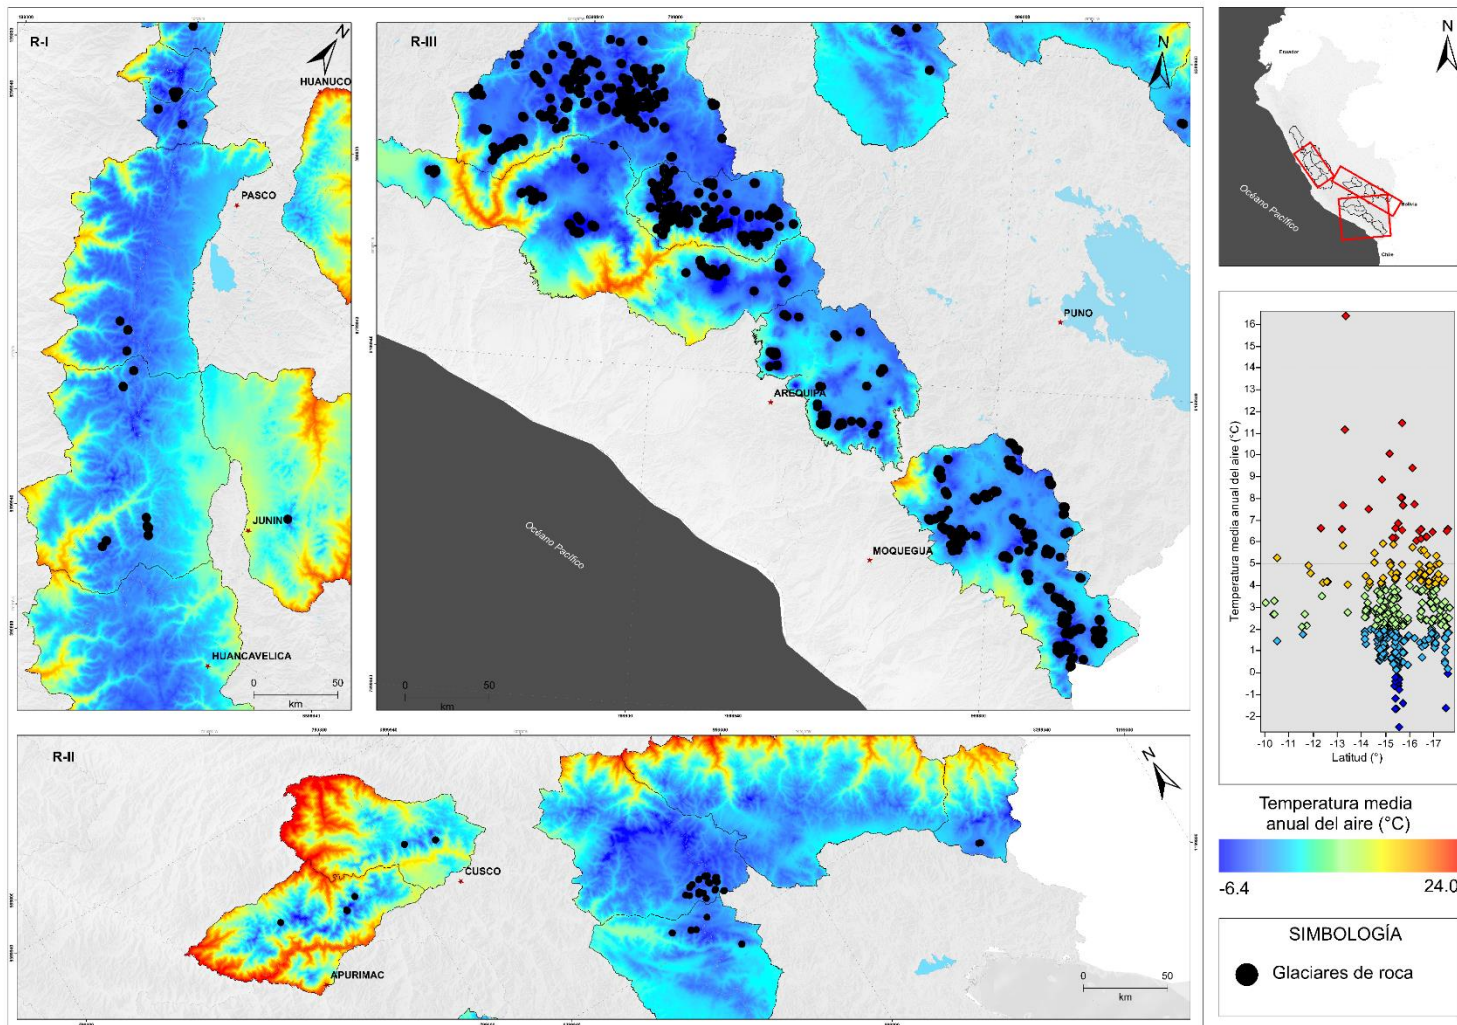 R-I
N
HUANUCO
PASCO
JUNIN
HUANCAVELICA
0 50
km
R-III
N
PUNO
AREQUIPA
MOQUEGUA
Océano Pacífico
0 50
km
R-II
N
CUSCO
APURIMAC
0 50
km
N
Ecuador
Bolivia
Océano Pacífico
Chile
Temperatura media anual del aire (°C)
16
15
14
13
12
11
10
9
8
7
6
5
4
3
2
1
0
-1
-2
-10 -11 -12 -13 -14 -15 -16 -17
Latitud (°)
Temperatura media
anual del aire (°C)
-6.4 24.0
SIMBOLOGÍA
Glaciares de roca